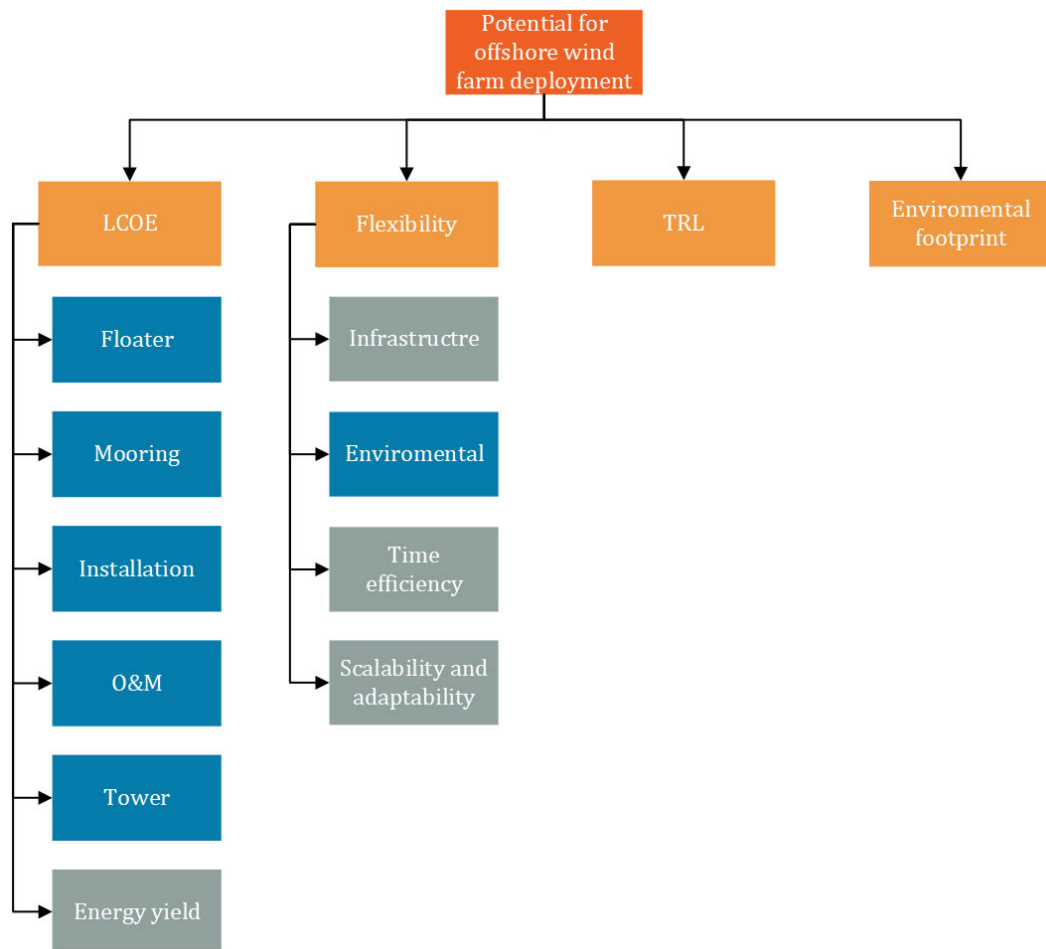 Potential for
offshore wind
farm deployment
LCOE
Flexibility
TRL
Enviromental
footprint
Floater
Infrastructre
Mooring
Enviromental
Installation
Time
efficiency
O&M
Scalability and
adaptability
Tower
Energy yield